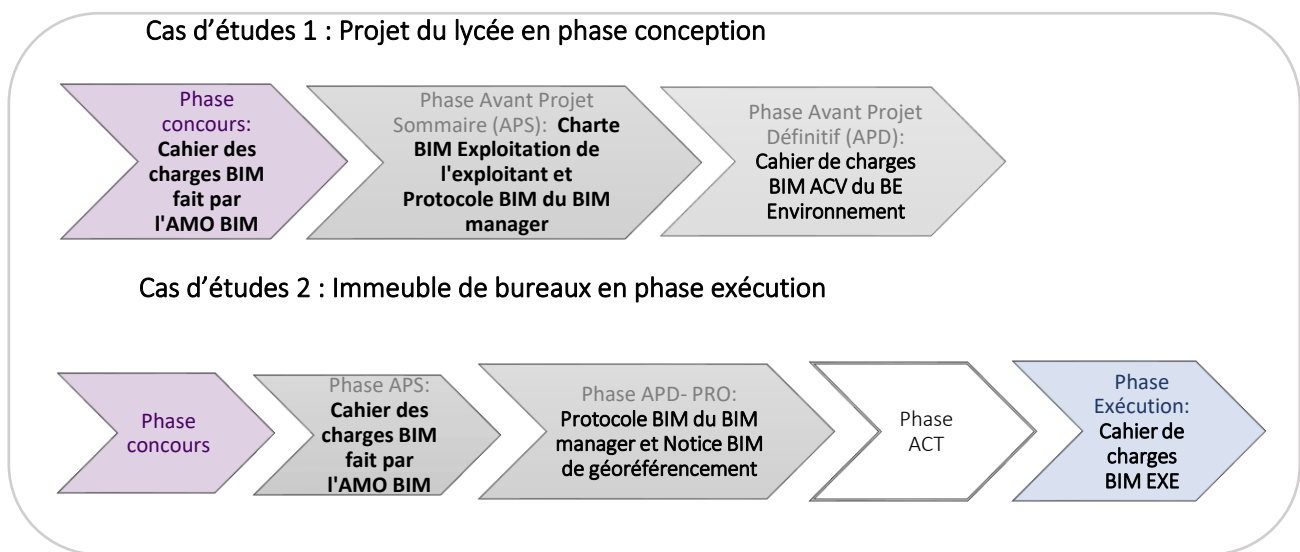 Cas d'études 1 : Projet du lycée en phase conception
Phase
concours:
Cahier des
charges BIM
fait par
l'AMO BIM
Phase Avant Projet
Sommaire (APS): Charte
BIM Exploitation de
l'exploitant et
Protocole BIM du BIM
manager
Phase Avant Projet
Définitif (APD):
Cahier de charges
BIM ACV du BE
Environnement
Cas d'études 2 : Immeuble de bureaux en phase exécution
Phase
concours
Phase APS:
Cahier des
charges BIM
fait par
l'AMO BIM
Phase APD- PRO:
Protocole BIM du BIM
manager et Notice BIM
de géoréférencement
Phase
ACT
Phase
Exécution:
Cahier de
charges
BIM EXE